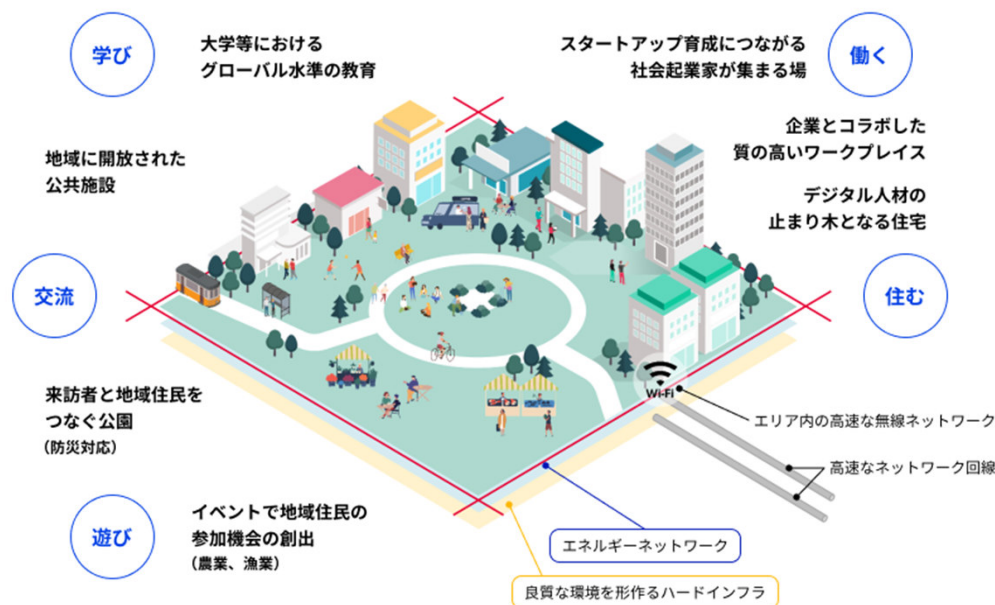 学び
大学等における
グローバル水準の教育
スタートアップ育成につながる
社会起業家が集まる場
働く
地域に開放された
公共施設
企業とコラボした
質の高いワークプレイス
デジタル人材の
止まり木となる住宅
交流
住む
来訪者と地域住民を
つなぐ公園
（防災対応）
Wi-Fi
エリア内の高速な無線ネットワーク
高速なネットワーク回線
遊び
イベントで地域住民の
参加機会の創出
（農業、漁業）
エネルギーネットワーク
良質な環境を形作るハードインフラ